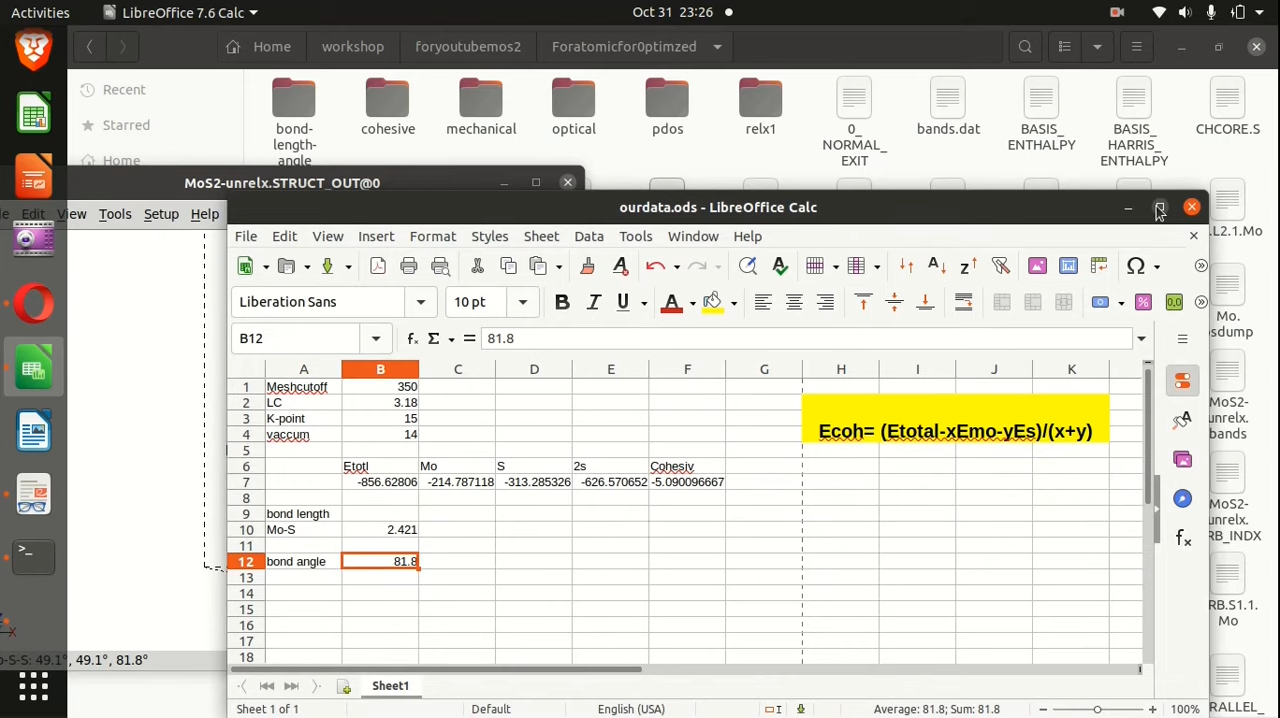 Activities
LibreOffice 7.6 Calc
Oct 31 23:26
Home
workshop
foryoutubemos2
Foratomicfor0ptimzed
Recent
Starred
Home
bond-
length-
angle
cohesive
mechanical
optical
pdos
relx1
0_
NORMAL_
EXIT
bands.dat
BASIS_
ENTHALPY
BASIS_
HARRIS_
ENTHALPY
CHCORE.S
MoS2-unrelx.STRUCT_OUT@0
le Edit View Tools Setup Help
.L2.1.Mo
Mo.
osdump
MoS2-
unrelx.
bands
MoS2-
unrelx.
RB_INDX
RB.S1.1.
Mo
RALLEL_
ourdata.ods - LibreOffice Calc
File Edit View Insert Format Styles Sheet Data Tools Window Help
Liberation Sans
10 pt
B12
81.8
A B C D E F G H I J K
1 Meshcutoff 350
2 LC 3.18
3 K-point 15
4 vaccum 14
Ecoh= (Etotal-xEmo-yEs)/(x+y)
5
6 Etotl Mo S 2s Cohesiv
7 -856.62806 -214.787118 -626.570652 -5.090096667
8
9 bond length
10 Mo-S 2.421
11
12 bond angle 81.8
13
14
15
16
17
18
o-S-S: 49.1°, 49.1°, 81.8°
Sheet1
Sheet 1 of 1
Default
English (USA)
Average: 81.8; Sum: 81.8
100%